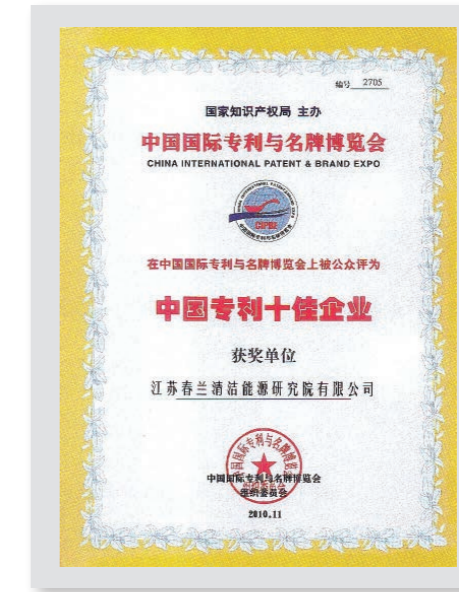 编号 2705
国家知识产权局 主办
中国国际专利与名牌博览会
CHINA INTERNATIONAL PATENT & BRAND EXPO
在中国国际专利与名牌博览会上被公众评为
中国专利十佳企业
获奖单位
江苏春兰清洁能源研究院有限公司
中国国际专利与名牌博览会
组织委员会
2010.11